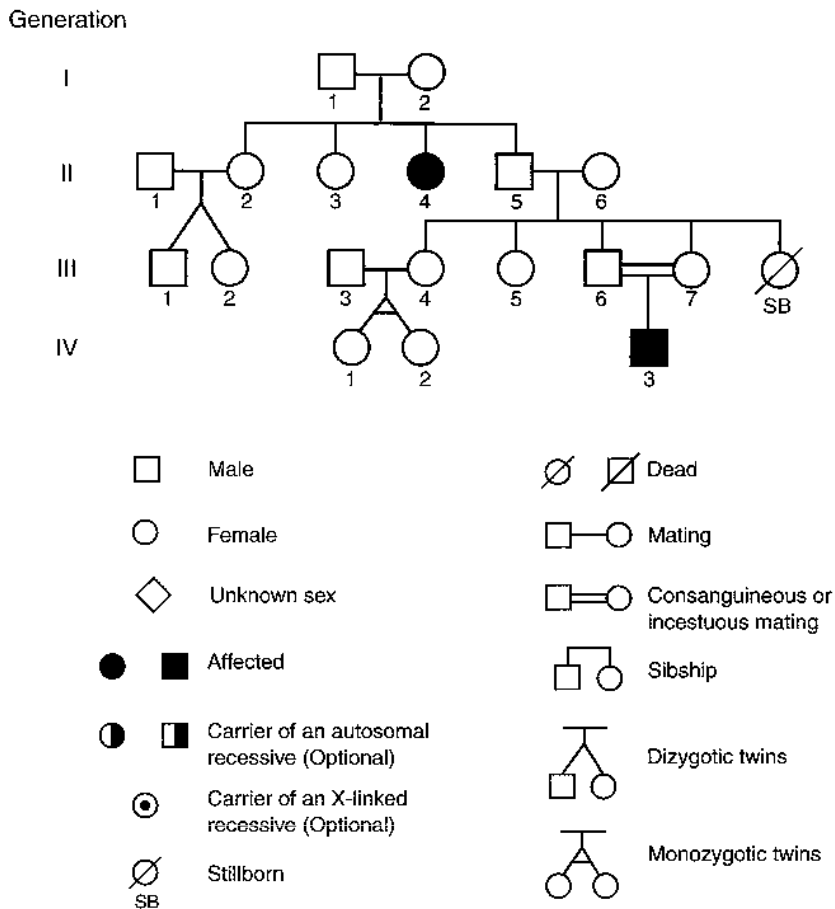 Generation
I
1 2
II
1 2 3 4 5 6
III
1 2 3 4 5 6 7 SB
IV
1 2 3
Male
Female
Unknown sex
Affected
Carrier of an autosomal
recessive (Optional)
Carrier of an X-linked
recessive (Optional)
SB
Stillborn
Dead
Mating
Consanguineous or
incestuous mating
Sibship
Dizygotic twins
Monozygotic twins